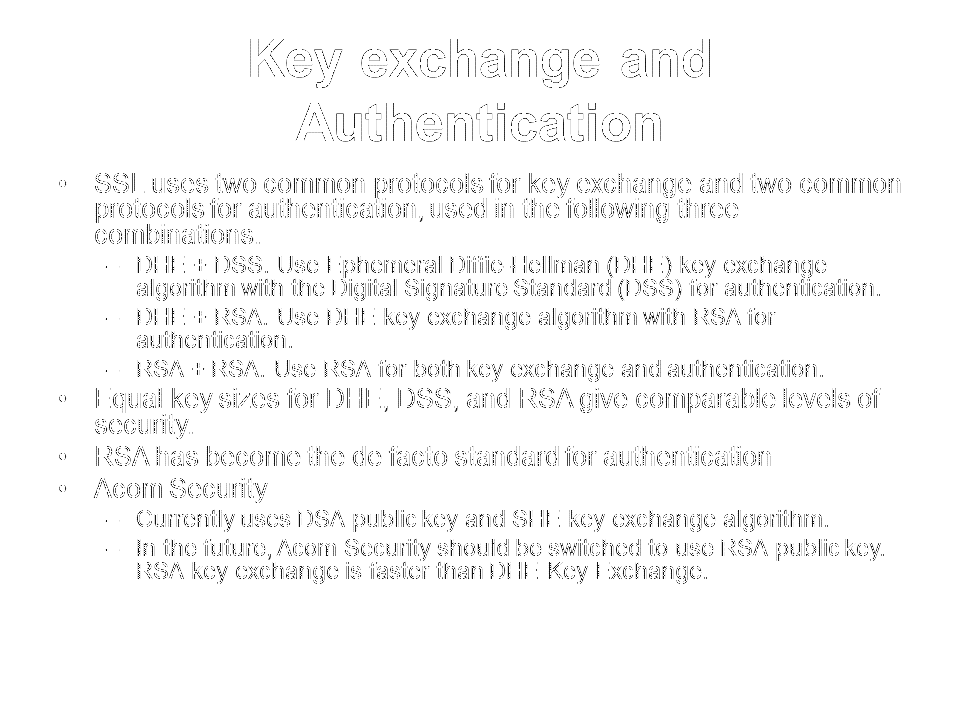 Key exchange and
Authentication
• SSL uses two common protocols for key exchange and two common
protocols for authentication, used in the following three
combinations.
– DHE + DSS. Use Ephemeral Diffie-Hellman (DHE) key exchange
algorithm with the Digital Signature Standard (DSS) for authentication.
– DHE + RSA. Use DHE key exchange algorithm with RSA for
authentication.
– RSA + RSA. Use RSA for both key exchange and authentication.
• Equal key sizes for DHE, DSS, and RSA give comparable levels of
security.
• RSA has become the de facto standard for authentication
• Acom Security
– Currently uses DSA public key and SHE key exchange algorithm.
– In the future, Acom Security should be switched to use RSA public key.
RSA key exchange is faster than DHE Key Exchange.